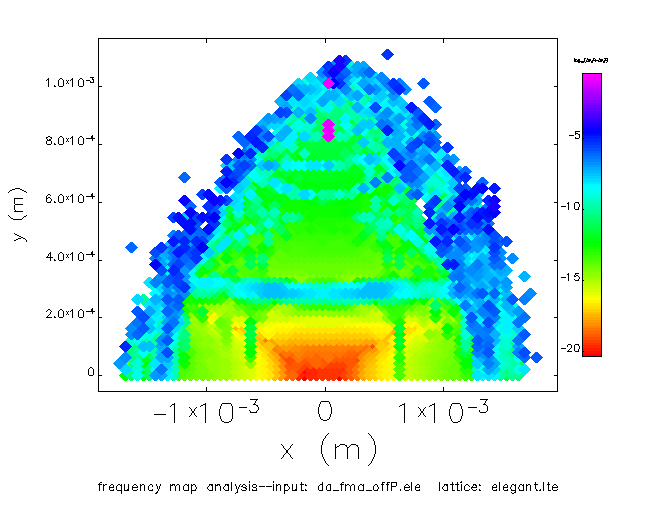 1.0×10⁻³
8.0×10⁻⁴
6.0×10⁻⁴
4.0×10⁻⁴
2.0×10⁻⁴
0
y (m)
−1×10⁻³ 0 1×10⁻³
x (m)
−5
−10
−15
−20
frequency map analysis--input: da_fma_offP.ele lattice: elegant.lte